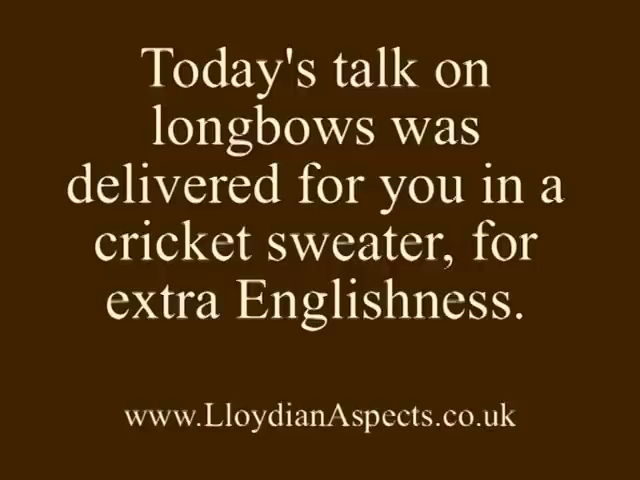 Today's talk on
longbows was
delivered for you in a
cricket sweater, for
extra Englishness.
www.LloydianAspects.co.uk